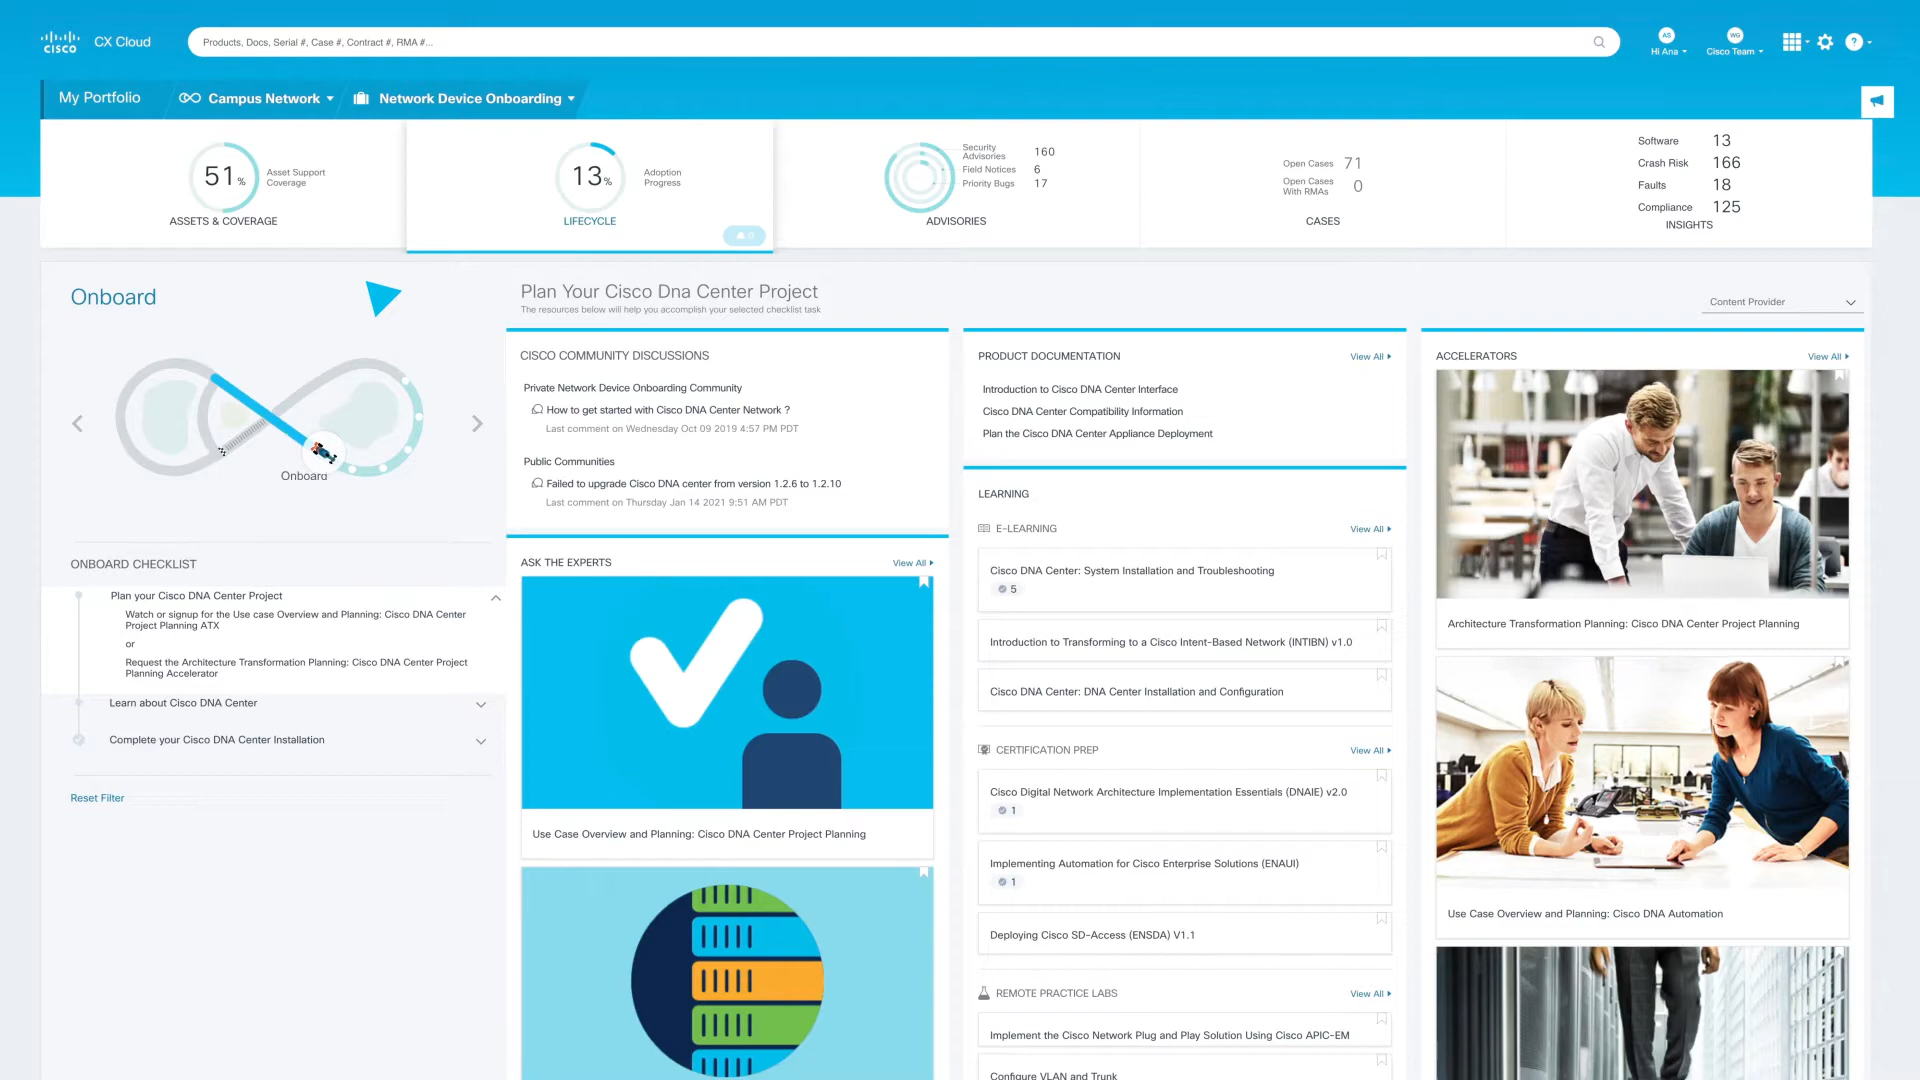 CISCO
CX Cloud
Products, Docs, Serial #, Case #, Contract #, RMA #...
AS
Hi Ana
WG
Cisco Team
?
My Portfolio
Campus Network
Network Device Onboarding
51%
Asset Support
Coverage
ASSETS & COVERAGE
13%
Adoption
Progress
LIFECYCLE
0
Security
Advisories 160
Field Notices 6
Priority Bugs 17
ADVISORIES
Open Cases 71
Open Cases
With RMAs 0
CASES
Software 13
Crash Risk 166
Faults 18
Compliance 125
INSIGHTS
Onboard
Onboard
ONBOARD CHECKLIST
Plan your Cisco DNA Center Project
Watch or signup for the Use case Overview and Planning: Cisco DNA Center
Project Planning ATX
or
Request the Architecture Transformation Planning: Cisco DNA Center Project
Planning Accelerator
Learn about Cisco DNA Center
Complete your Cisco DNA Center Installation
Reset Filter
Plan Your Cisco Dna Center Project
The resources below will help you accomplish your selected checklist task
Content Provider
CISCO COMMUNITY DISCUSSIONS
Private Network Device Onboarding Community
How to get started with Cisco DNA Center Network ?
Last comment on Wednesday Oct 09 2019 4:57 PM PDT
Public Communities
Failed to upgrade Cisco DNA center from version 1.2.6 to 1.2.10
Last comment on Thursday Jan 14 2021 9:51 AM PDT
ASK THE EXPERTS
View All
Use Case Overview and Planning: Cisco DNA Center Project Planning
PRODUCT DOCUMENTATION
View All
Introduction to Cisco DNA Center Interface
Cisco DNA Center Compatibility Information
Plan the Cisco DNA Center Appliance Deployment
LEARNING
E-LEARNING
View All
Cisco DNA Center: System Installation and Troubleshooting
5
Introduction to Transforming to a Cisco Intent-Based Network (INTIBN) v1.0
Cisco DNA Center: DNA Center Installation and Configuration
CERTIFICATION PREP
View All
Cisco Digital Network Architecture Implementation Essentials (DNAIE) v2.0
1
Implementing Automation for Cisco Enterprise Solutions (ENAUI)
1
Deploying Cisco SD-Access (ENSDA) V1.1
REMOTE PRACTICE LABS
View All
Implement the Cisco Network Plug and Play Solution Using Cisco APIC-EM
Configure VLAN and Trunk
ACCELERATORS
View All
Architecture Transformation Planning: Cisco DNA Center Project Planning
Use Case Overview and Planning: Cisco DNA Automation